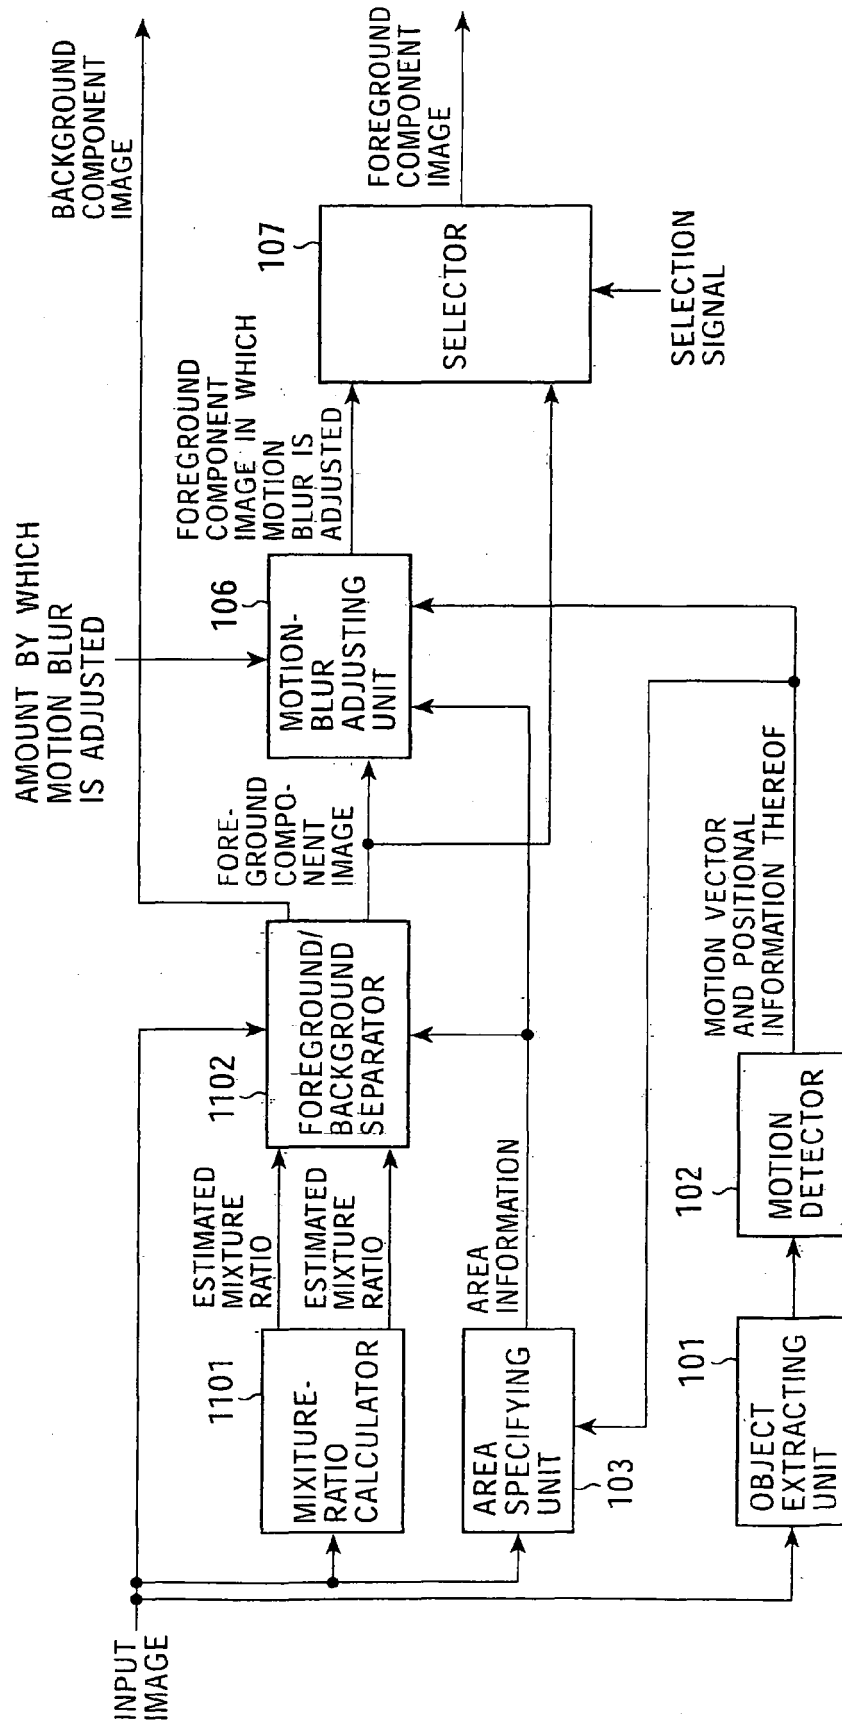 INPUT
IMAGE
1101
MIXITURE-
RATIO
CALCULATOR
ESTIMATED
MIXTURE
RATIO
ESTIMATED
MIXTURE
RATIO
1102
FOREGROUND/
BACKGROUND
SEPARATOR
FORE-
GROUND
COMPO-
NENT
IMAGE
AMOUNT BY WHICH
MOTION BLUR
IS ADJUSTED
106
MOTION-
BLUR
ADJUSTING
UNIT
FOREGROUND
COMPONENT
IMAGE IN WHICH
MOTION
BLUR IS
ADJUSTED
107
SELECTOR
SELECTION
SIGNAL
BACKGROUND
COMPONENT
IMAGE
FOREGROUND
COMPONENT
IMAGE
AREA
SPECIFYING
UNIT
103
AREA
INFORMATION
101
OBJECT
EXTRACTING
UNIT
102
MOTION
DETECTOR
MOTION VECTOR
AND POSITIONAL
INFORMATION THEREOF